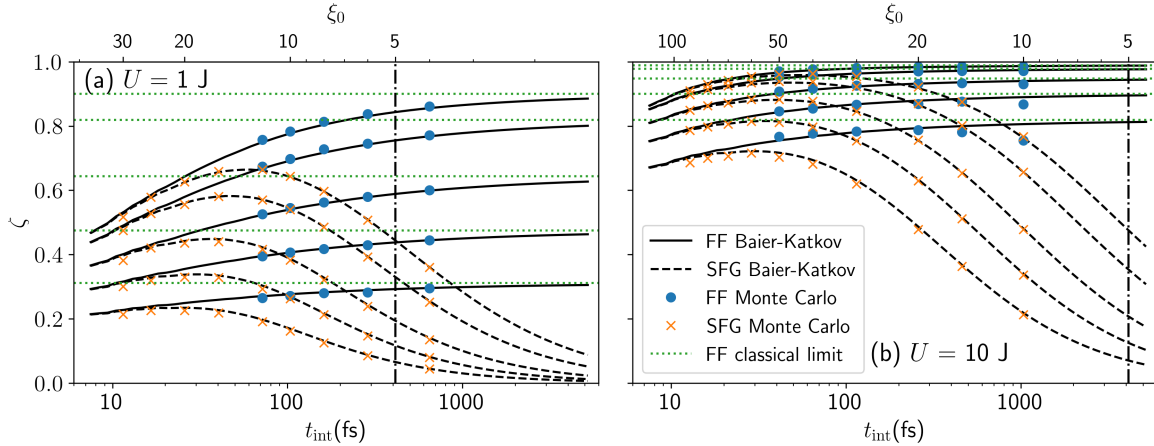 ξ0
ξ0
30 20 10 5
100 50 20 10 5
1.0
(a) U = 1 J
0.8
0.6
ζ
0.4
0.2
0.0
FF Baier-Katkov
SFG Baier-Katkov
FF Monte Carlo
SFG Monte Carlo
FF classical limit
(b) U = 10 J
10 100 1000
10 100 1000
tint(fs)
tint(fs)